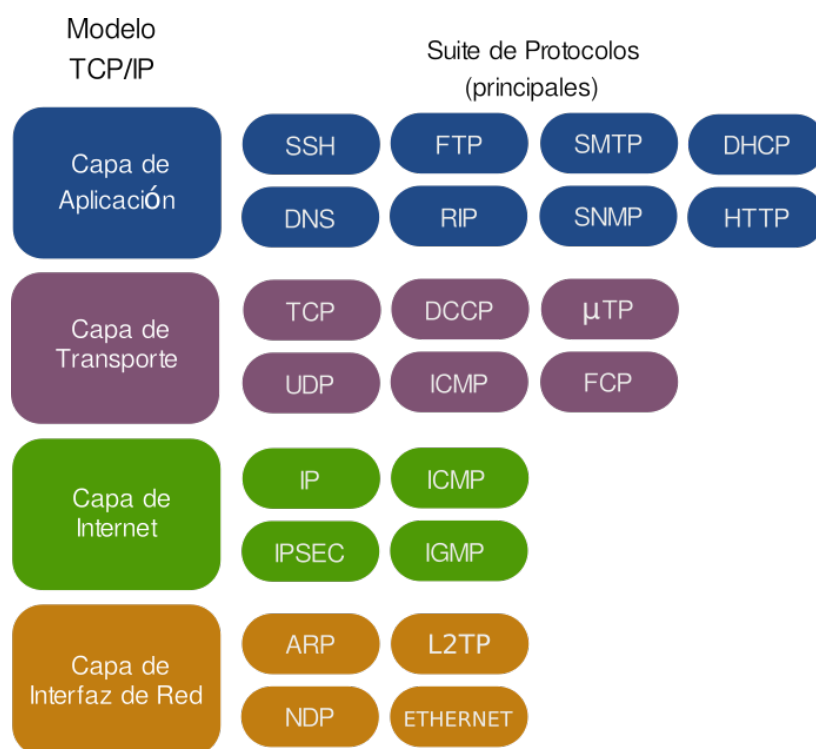 Modelo
TCP/IP
Suite de Protocolos
(principales)
Capa de
Aplicación
SSH FTP SMTP DHCP
DNS RIP SNMP HTTP
Capa de
Transporte
TCP DCCP µTP
UDP ICMP FCP
Capa de
Internet
IP ICMP
IPSEC IGMP
Capa de
Interfaz de Red
ARP L2TP
NDP ETHERNET